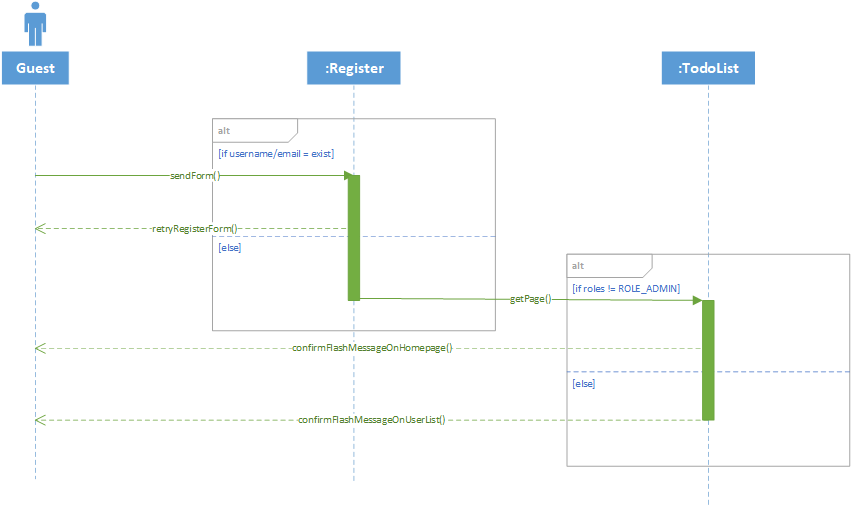 Guest
:Register
:TodoList
alt
[if username/email = exist]
sendForm()
retryRegisterForm()
[else]
alt
[if roles != ROLE_ADMIN]
getPage()
confirmFlashMessageOnHomepage()
[else]
confirmFlashMessageOnUserList()